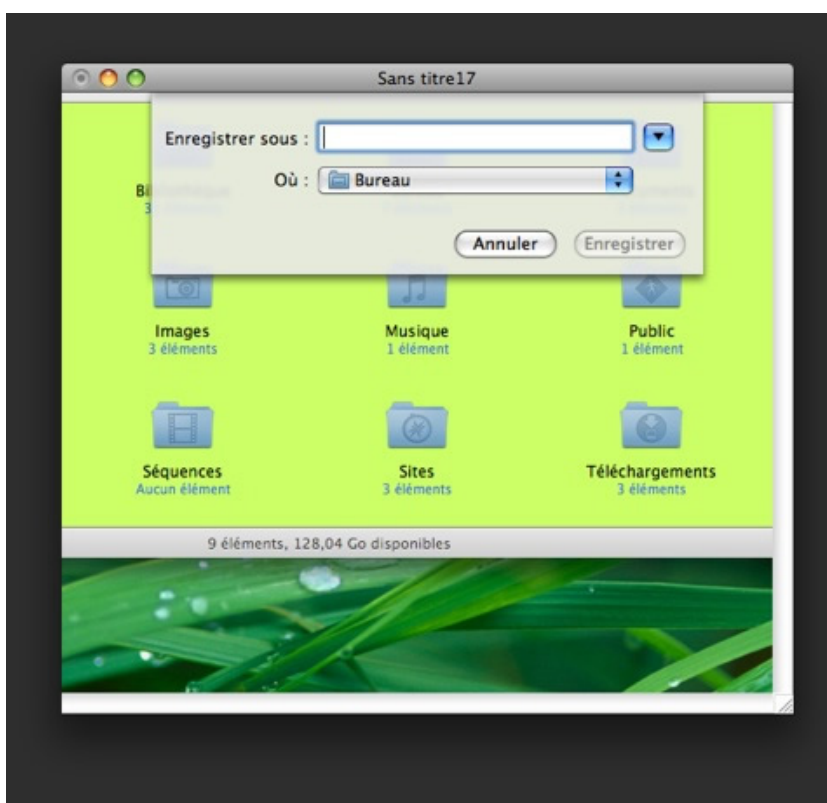 Sans titre17
Enregistrer sous :
Où : Bureau
Annuler Enregistrer
Images Musique Public
3 éléments 1 élément 1 élément
Séquences Sites Téléchargements
Aucun élément 3 éléments 3 éléments
9 éléments, 128,04 Go disponibles